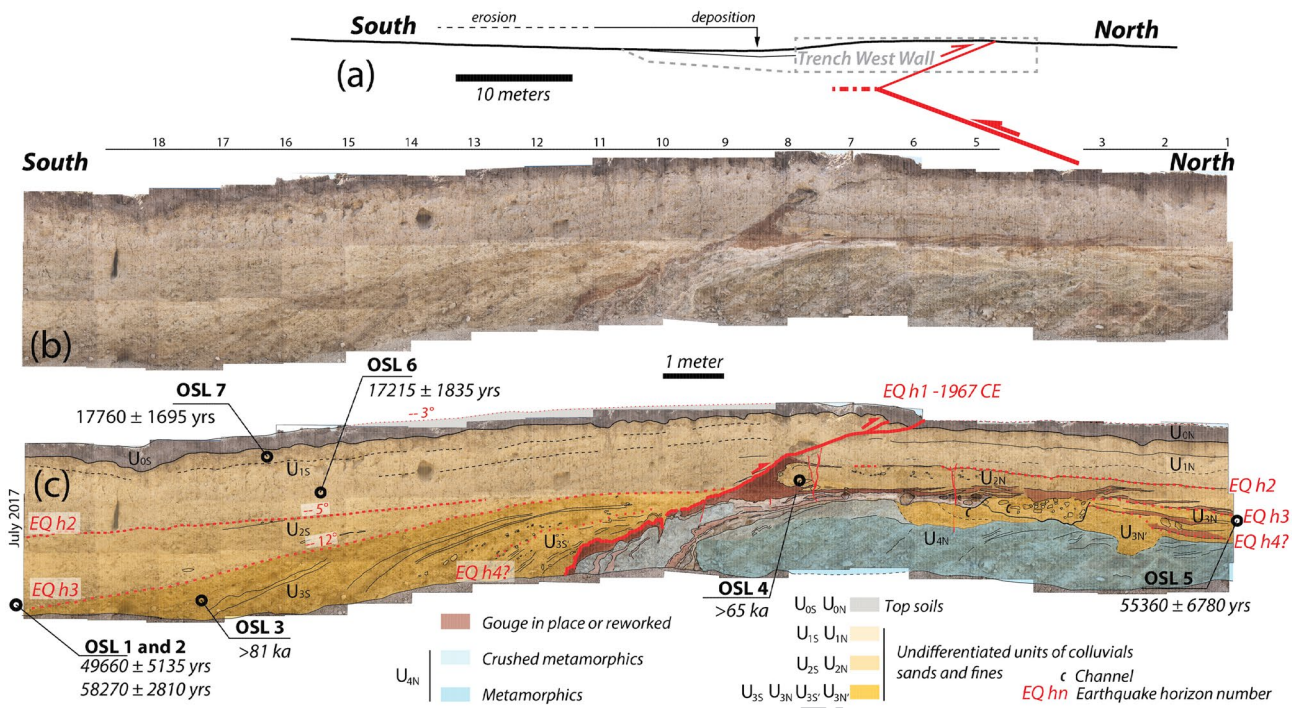 South
erosion
deposition
North
Trench West Wall
(a)
10 meters
South
18 17 16 15 14 13 12 11 10 9 8 7 6 5 3 2 1
North
(b)
1 meter
OSL 7
17760 ± 1695 yrs
OSL 6
17215 ± 1835 yrs
-- 3°
EQ h1 -1967 CE
U0S
U1S
U0N
U1N
(c)
U2N
EQ h2
July 2017
EQ h2
-- 5°
U2S
-- 12°
U3S
U3N
EQ h3
EQ h4?
U4N
U3N'
EQ h4?
EQ h3
U3S'
OSL 1 and 2
49660 ± 5135 yrs
58270 ± 2810 yrs
OSL 3
>81 ka
OSL 4
>65 ka
OSL 5
55360 ± 6780 yrs
Gouge in place or reworked
U4N
Crushed metamorphics
Metamorphics
U0S U0N
Top soils
U1S U1N
U2S U2N
U3S U3N U3S' U3N'
Undifferentiated units of colluvials
sands and fines
c Channel
EQ hn Earthquake horizon number